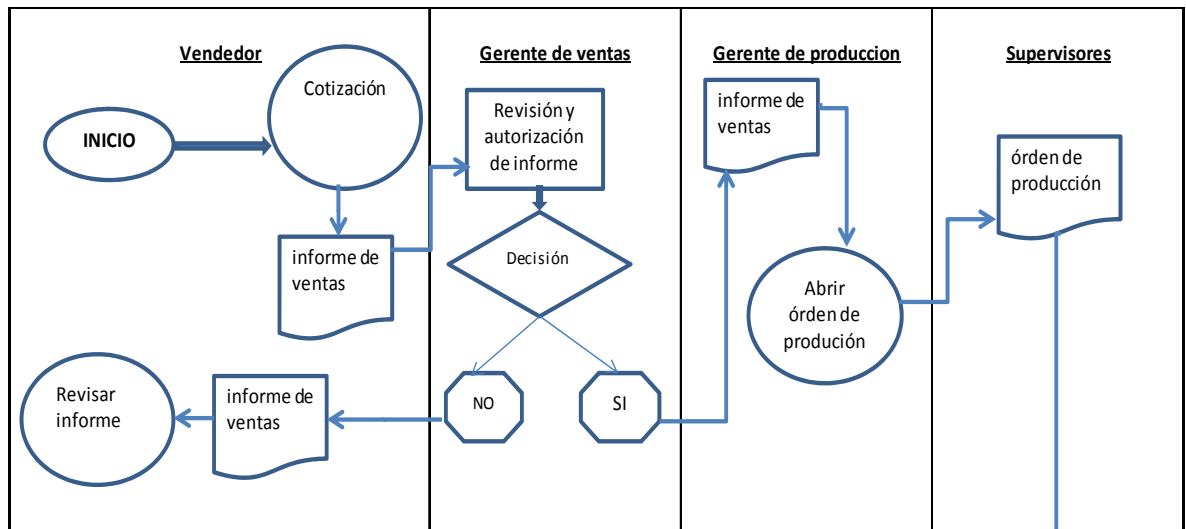 Vendedor
Gerente de ventas
Gerente de produccion
Supervisores
INICIO
Cotización
informe de
ventas
Revisar
informe
informe de
ventas
Revisión y
autorización
de informe
Decisión
NO
SI
informe de
ventas
Abrir
órden de
produción
órden de
producción